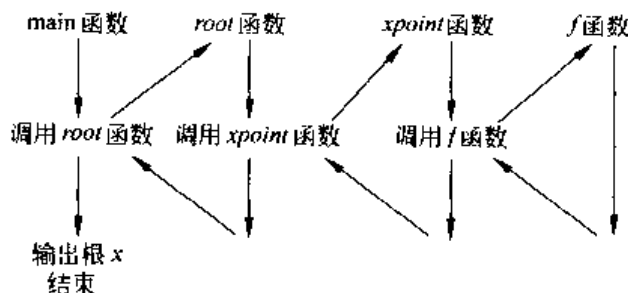 main 函数 root 函数 xpoint 函数 f 函数
调用 root 函数 调用 xpoint 函数 调用 f 函数
输出根 x
结束